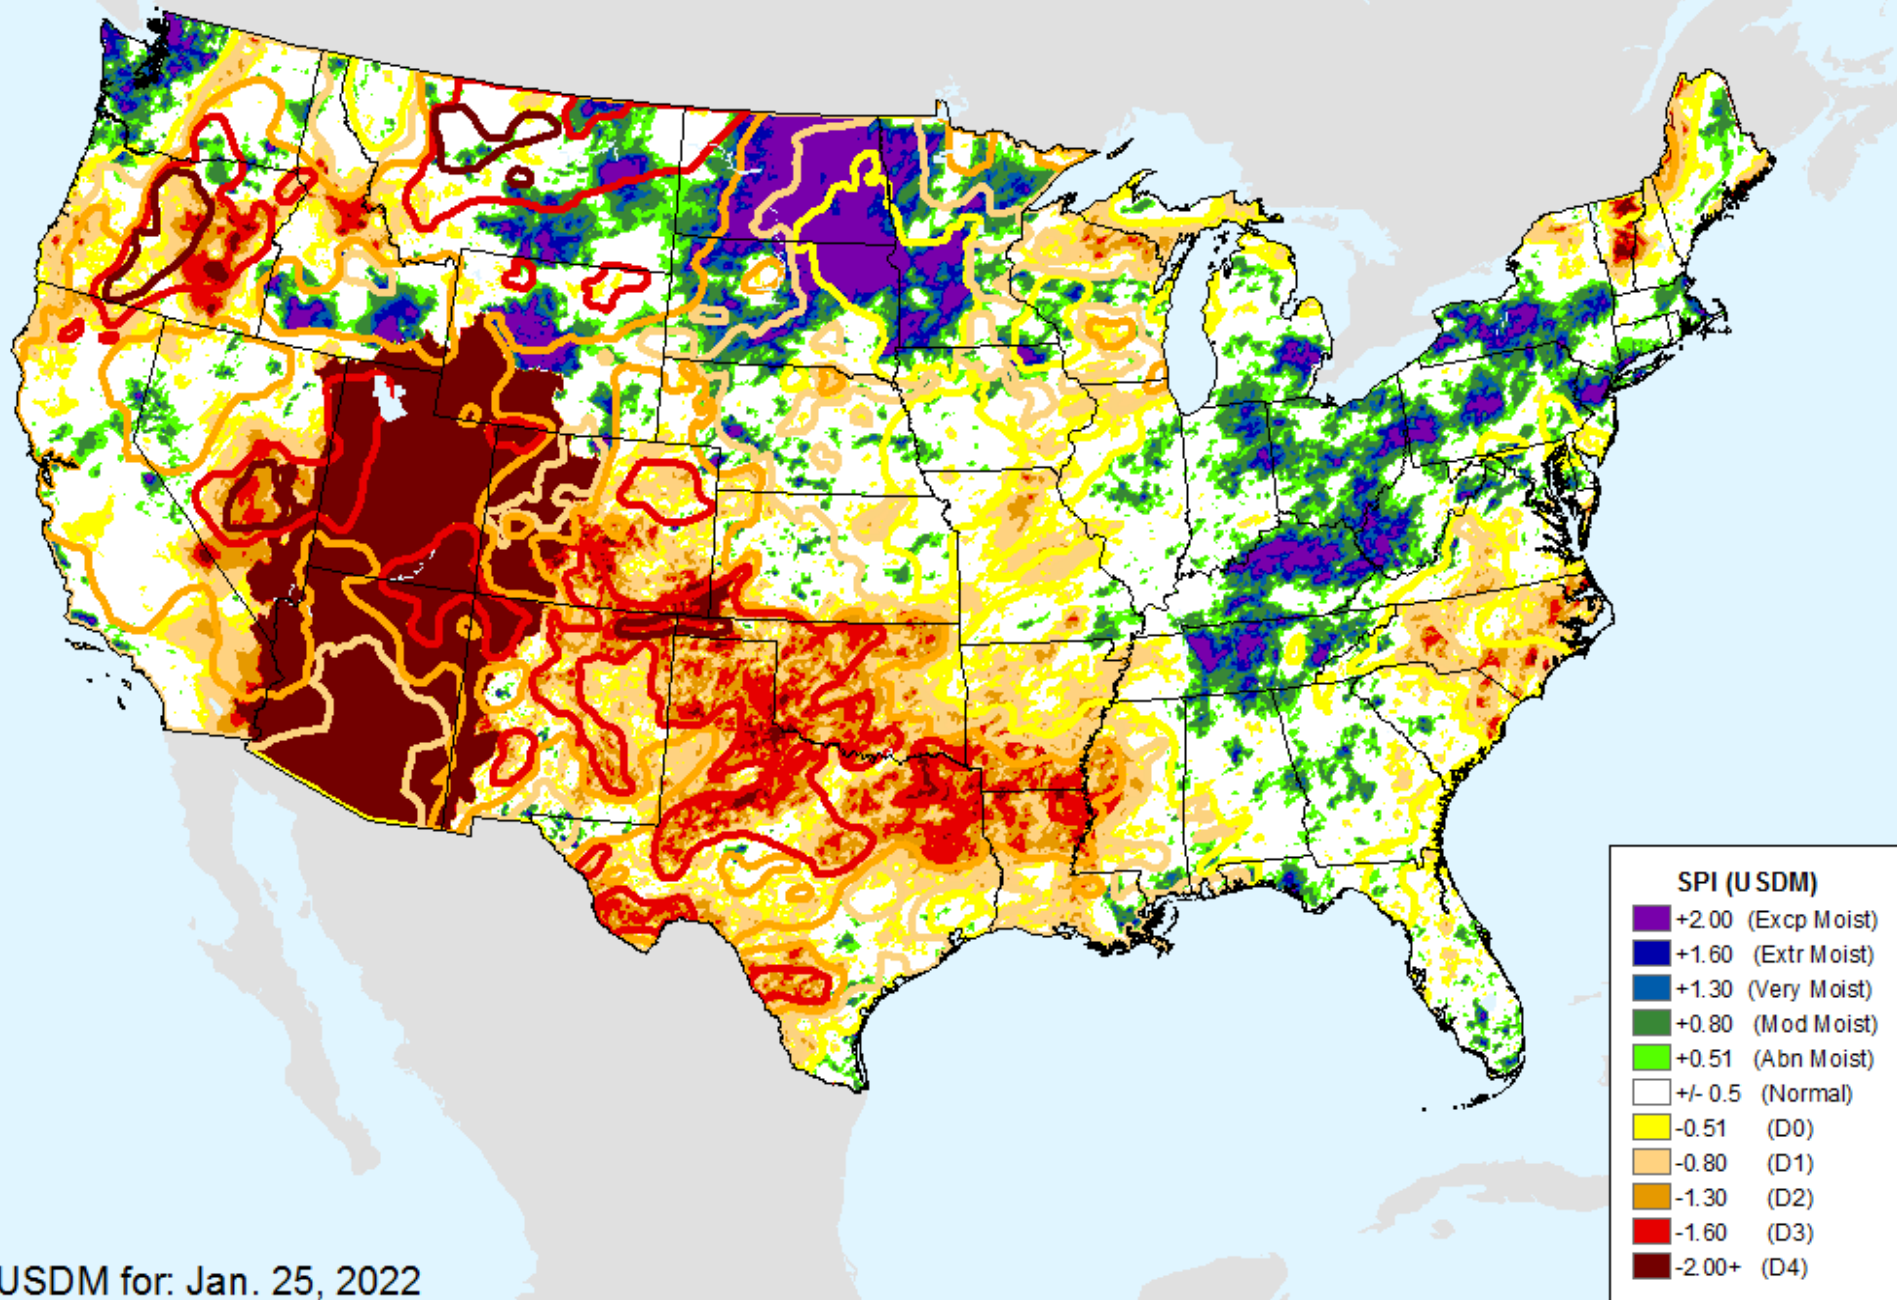 SPI (USDM)
+2.00 (Excp Moist)
+1.60 (Extr Moist)
+1.30 (Very Moist)
+0.80 (Mod Moist)
+0.51 (Abn Moist)
+/- 0.5 (Normal)
-0.51 (D0)
-0.80 (D1)
-1.30 (D2)
-1.60 (D3)
-2.00+ (D4)
USDM for: Jan. 25, 2022